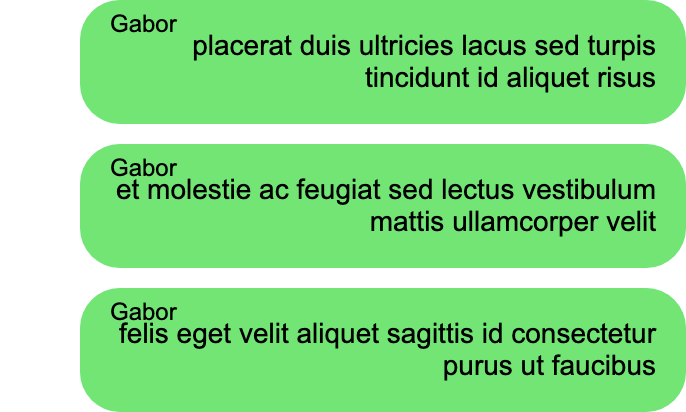 Gabor
placerat duis ultricies lacus sed turpis
tincidunt id aliquet risus
Gabor
et molestie ac feugiat sed lectus vestibulum
mattis ullamcorper velit
Gabor
felis eget velit aliquet sagittis id consectetur
purus ut faucibus